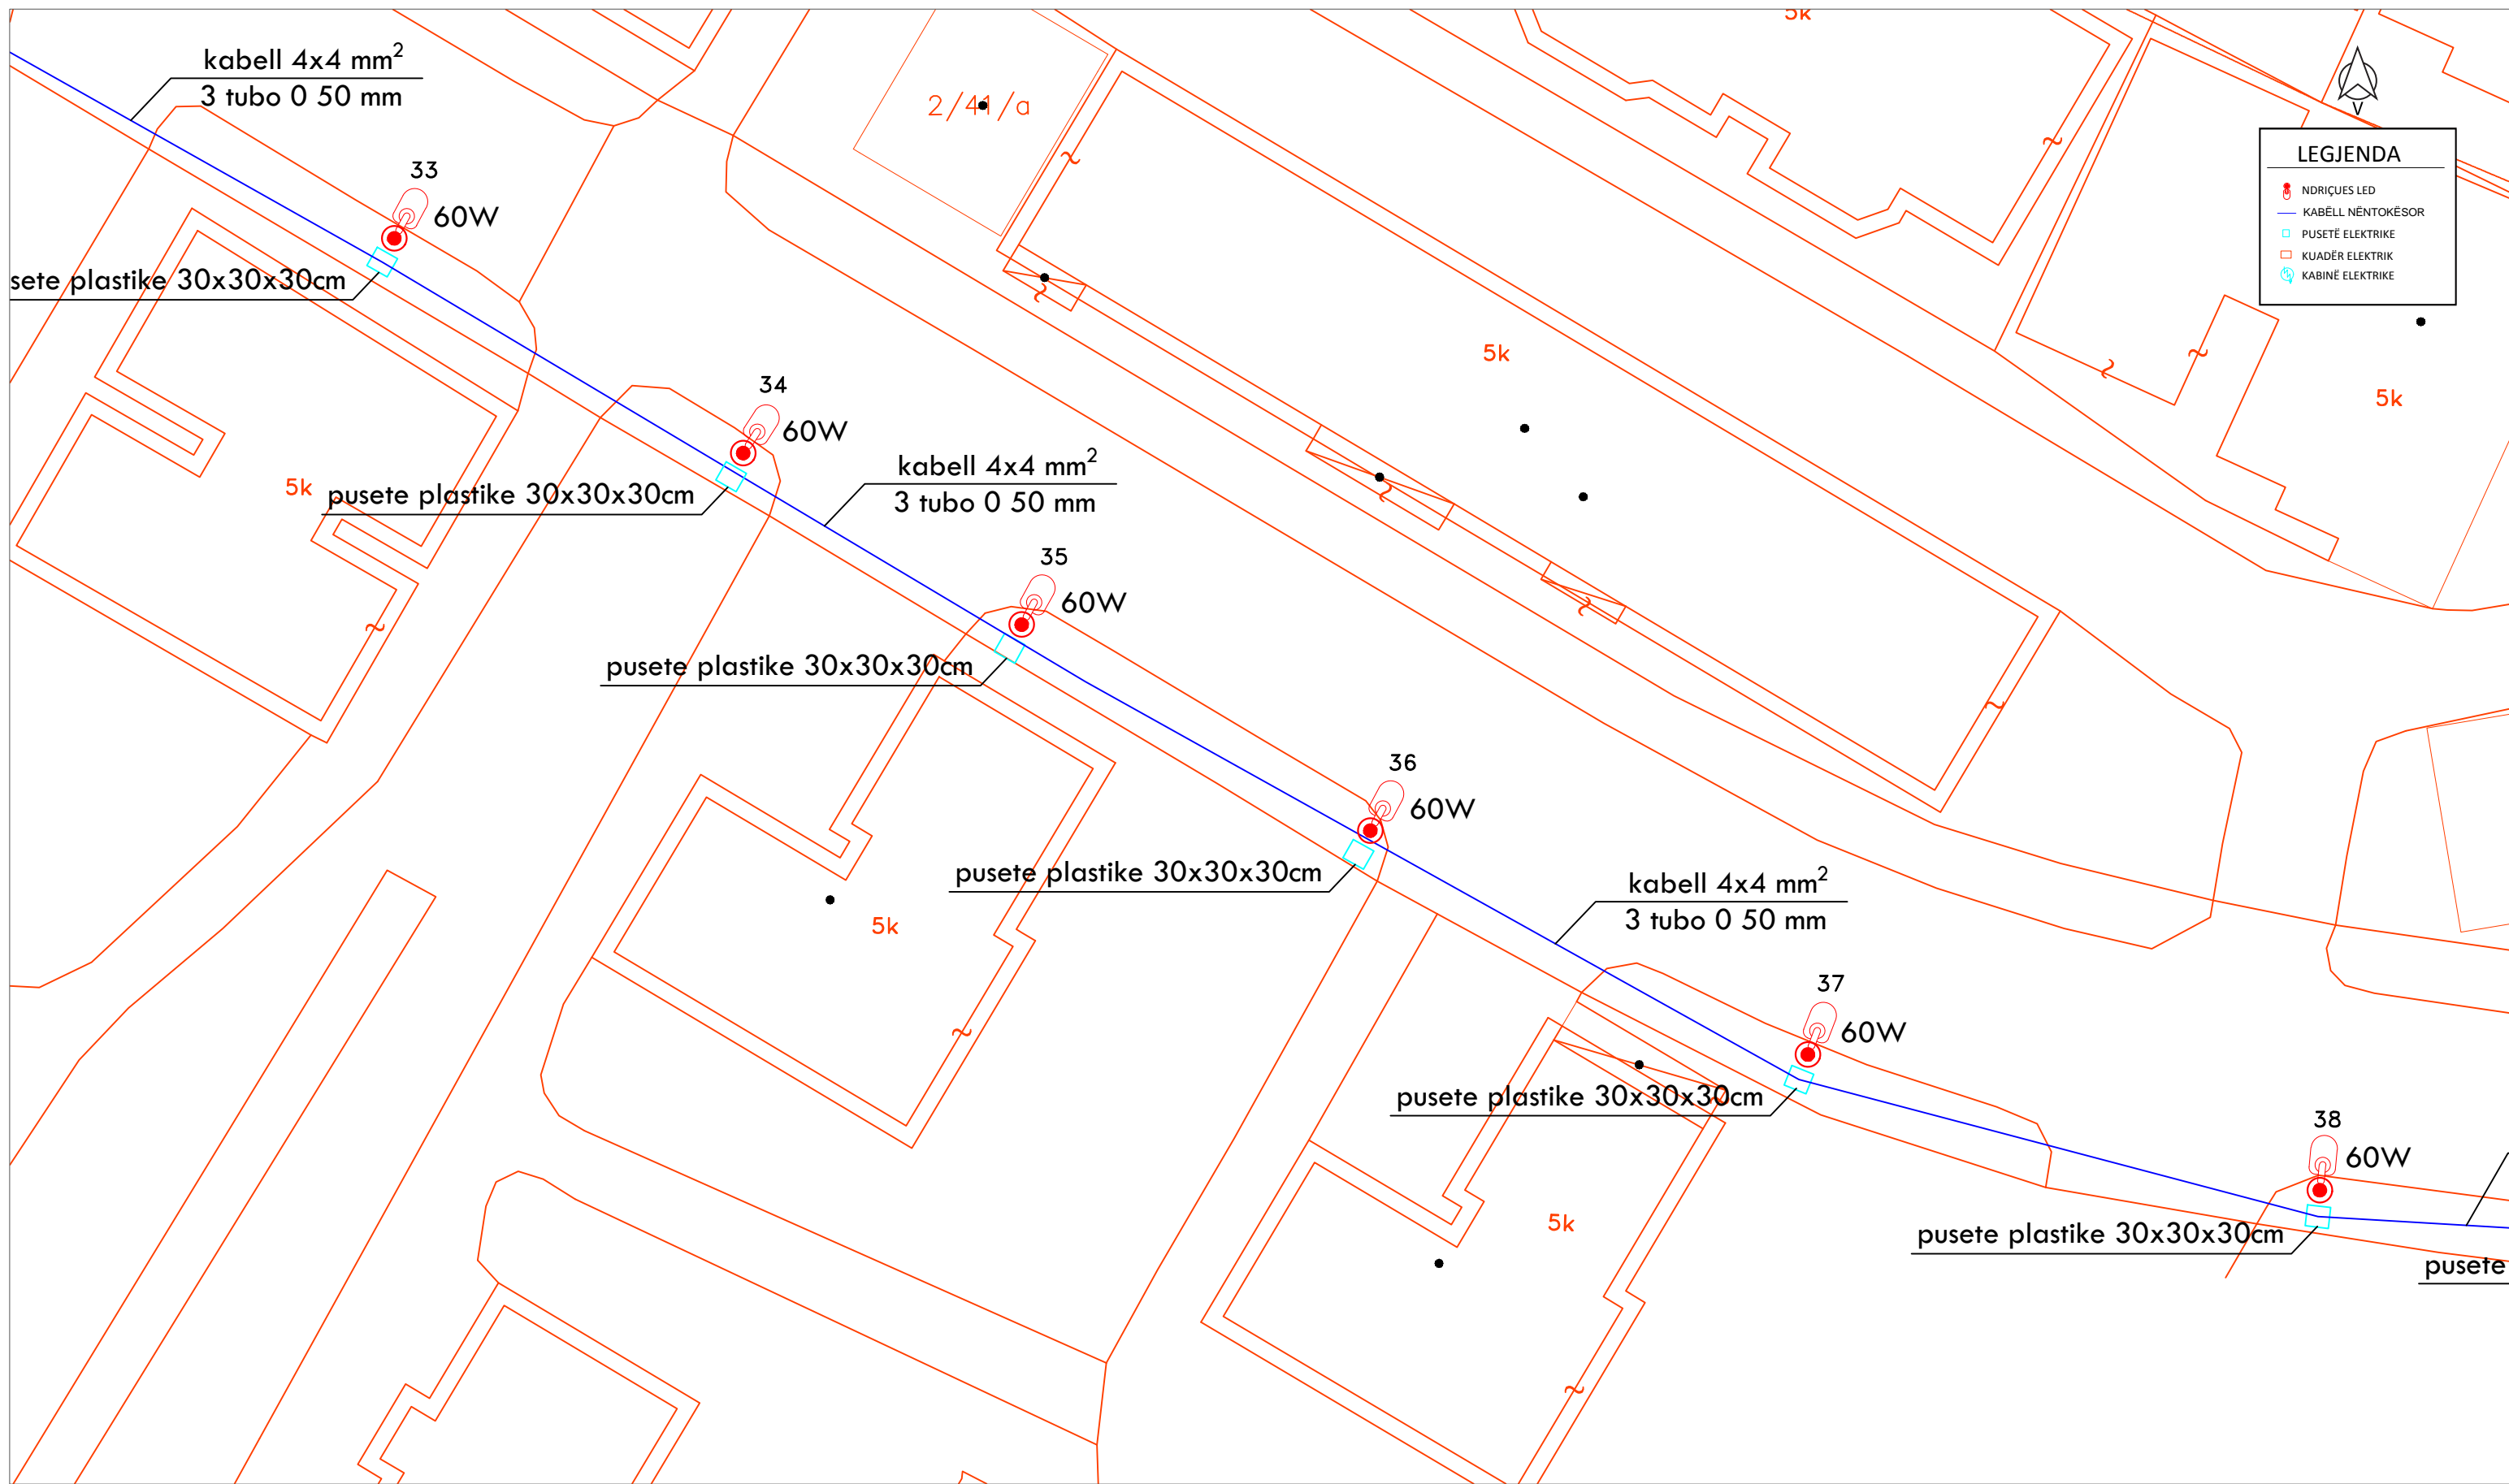 5k
kabell 4x4 mm²
3 tubo 0 50 mm
2/41/a
V
LEGJENDA
NDRIÇUES LED
KABËLL NËNTOKËSOR
PUSETË ELEKTRIKE
KUADËR ELEKTRIK
KABINË ELEKTRIKE
33
60W
sete plastike 30x30x30cm
5k
5k
34
60W
5k
pusete plastike 30x30x30cm
kabell 4x4 mm²
3 tubo 0 50 mm
35
60W
pusete plastike 30x30x30cm
36
60W
pusete plastike 30x30x30cm
kabell 4x4 mm²
3 tubo 0 50 mm
5k
37
60W
pusete plastike 30x30x30cm
38
60W
5k
pusete plastike 30x30x30cm
pusete